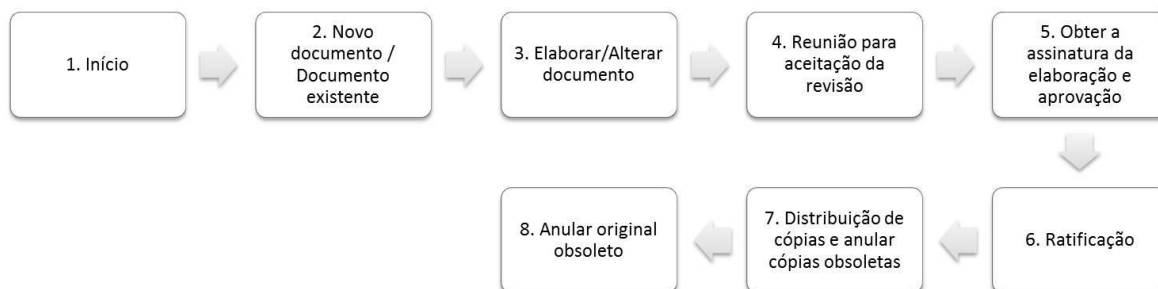 1. Início
2. Novo
documento /
Documento
existente
3. Elaborar/Alterar
documento
4. Reunião para
aceitação da
revisão
5. Obter a
assinatura da
elaboração e
aprovação
6. Ratificação
7. Distribuição de
cópias e anular
cópias obsoletas
8. Anular original
obsoleto